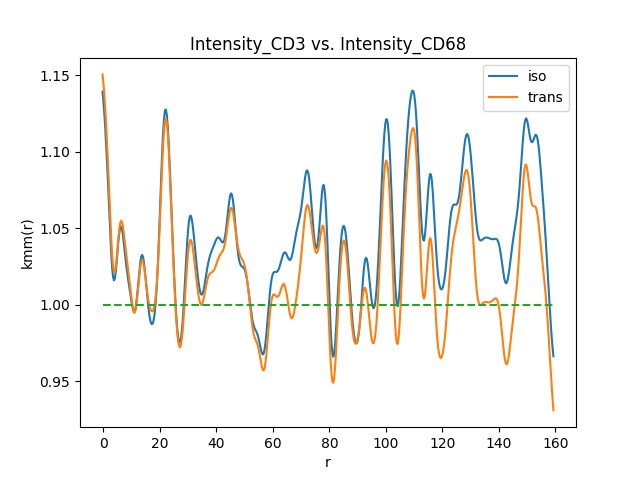 Intensity_CD3 vs. Intensity_CD68
iso
trans
1.15
1.10
1.05
1.00
0.95
kmm(r)
0 20 40 60 80 100 120 140 160
r